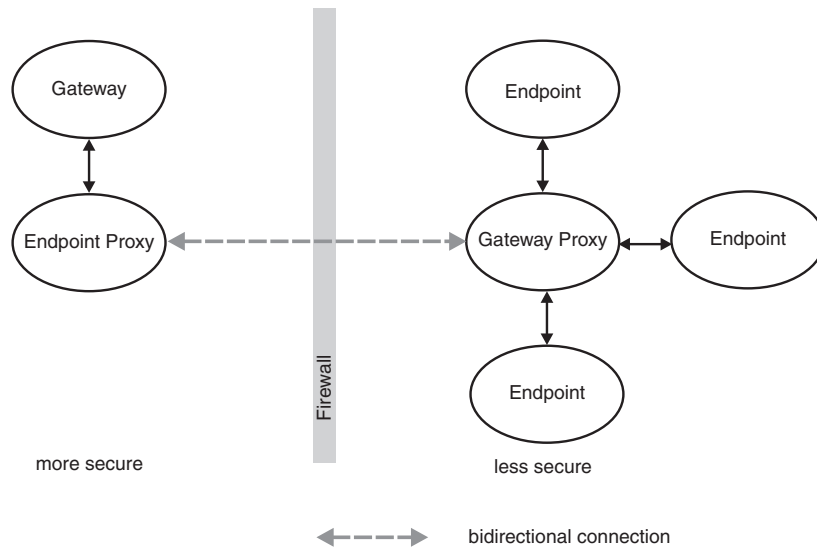 Gateway
Endpoint
Endpoint Proxy
Gateway Proxy
Endpoint
Endpoint
Firewall
more secure
less secure
bidirectional connection